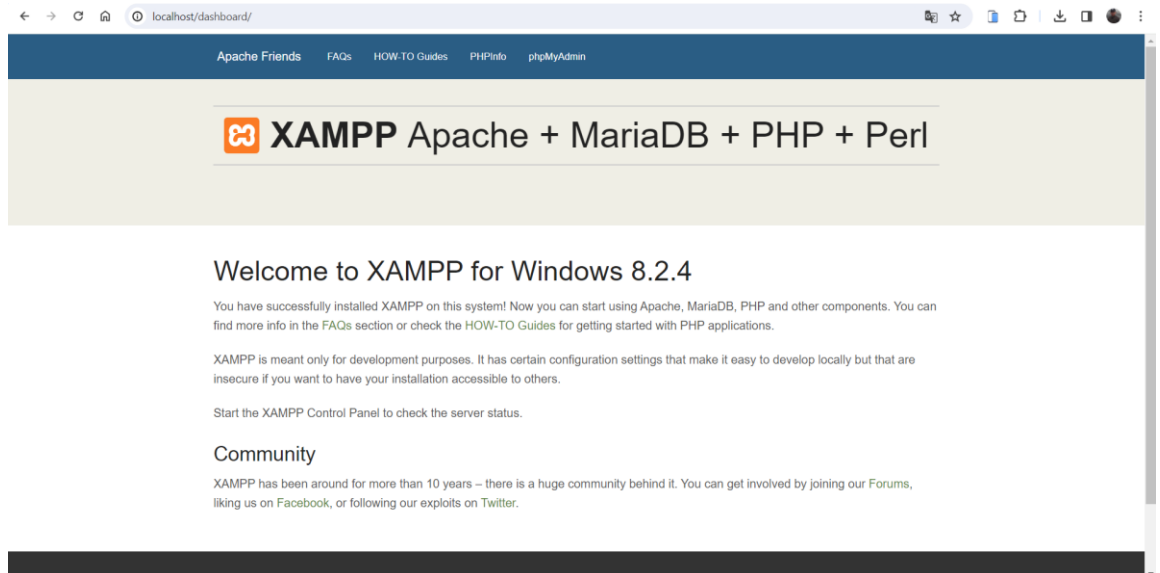 localhost/dashboard/
Apache Friends FAQs HOW-TO Guides PHPInfo phpMyAdmin
XAMPP Apache + MariaDB + PHP + Perl
Welcome to XAMPP for Windows 8.2.4
You have successfully installed XAMPP on this system! Now you can start using Apache, MariaDB, PHP and other components. You can
find more info in the FAQs section or check the HOW-TO Guides for getting started with PHP applications.
XAMPP is meant only for development purposes. It has certain configuration settings that make it easy to develop locally but that are
insecure if you want to have your installation accessible to others.
Start the XAMPP Control Panel to check the server status.
Community
XAMPP has been around for more than 10 years – there is a huge community behind it. You can get involved by joining our Forums,
liking us on Facebook, or following our exploits on Twitter.